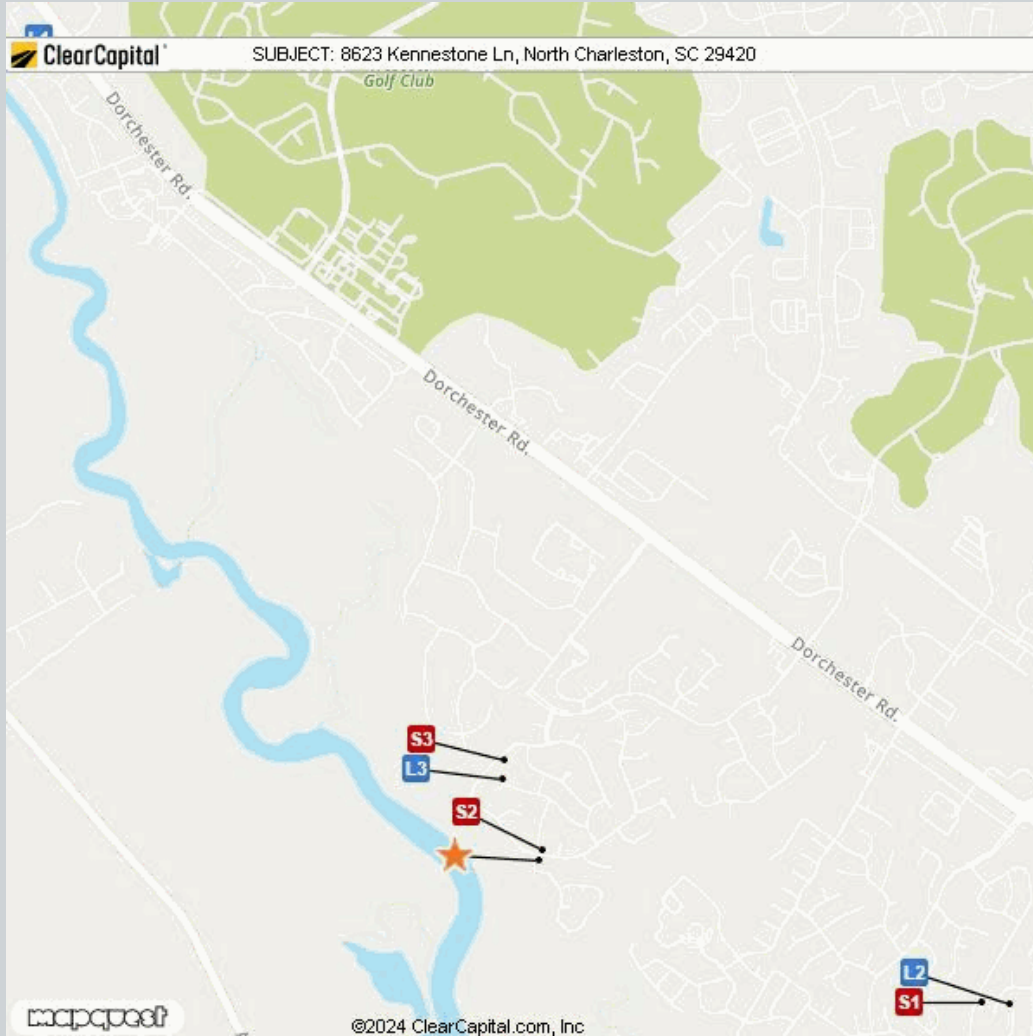 L1
ClearCapital
SUBJECT: 8623 Kennestone Ln, North Charleston, SC 29420
Golf Club
Dorchester Rd.
Dorchester Rd.
Dorchester Rd.
S3
L3
S2
L2
S1
mapquest
©2024 ClearCapital.com, Inc